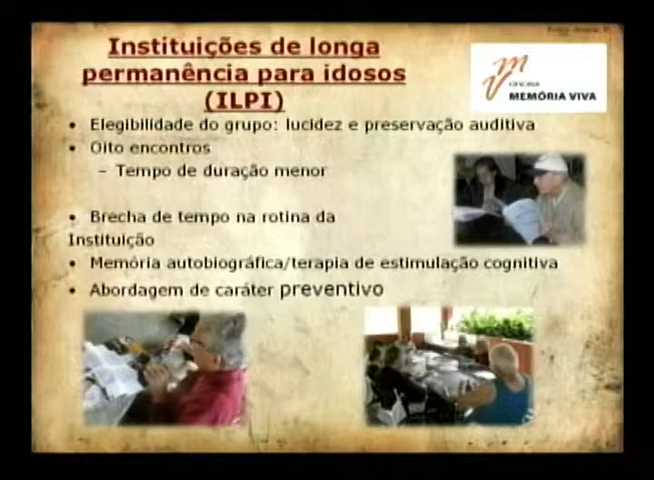 Instituições de longa
permanência para idosos
(ILPI)
OFICINA
MEMÓRIA VIVA
• Elegibilidade do grupo: lucidez e preservação auditiva
• Oito encontros
– Tempo de duração menor
• Brecha de tempo na rotina da
Instituição
• Memória autobiográfica/terapia de estimulação cognitiva
• Abordagem de caráter preventivo